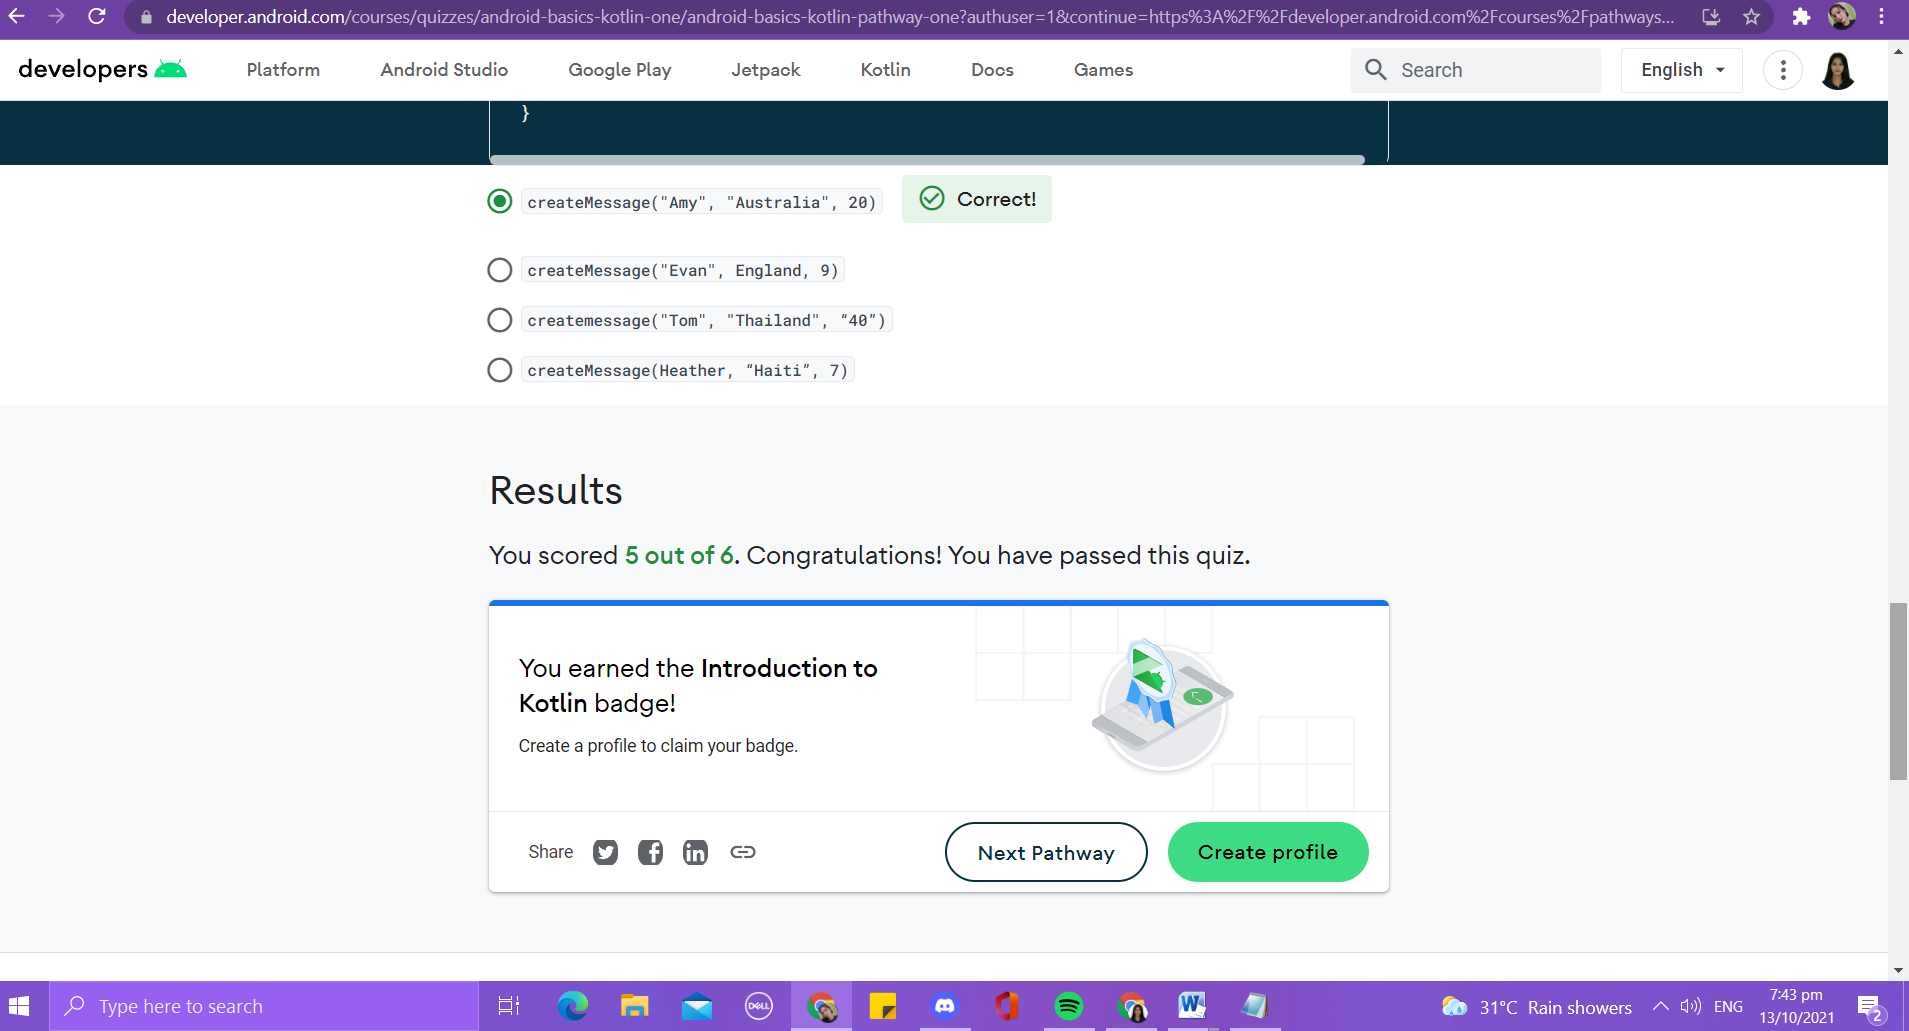 developer.android.com/courses/quizzes/android-basics-kotlin-one/android-basics-kotlin-pathway-one?authuser=1&continue=https%3A%2F%2Fdeveloper.android.com%2Fcourses%2Fpathways...
developers Platform Android Studio Google Play Jetpack Kotlin Docs Games Search English
}
createMessage("Amy", "Australia", 20) Correct!
createMessage("Evan", England, 9)
createmessage("Tom", "Thailand", “40”)
createMessage(Heather, “Haiti”, 7)
Results
You scored 5 out of 6. Congratulations! You have passed this quiz.
You earned the Introduction to
Kotlin badge!
Create a profile to claim your badge.
Share Next Pathway Create profile
Type here to search DELL 31°C Rain showers ENG 7:43 pm
13/10/2021 2